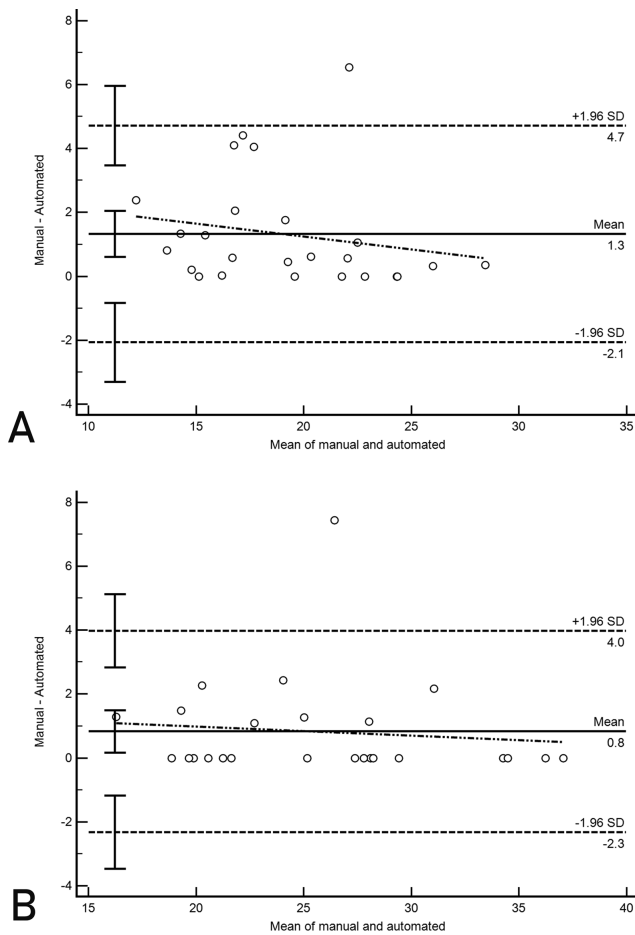 8
+1.96 SD
6
4.7
4
Manual - Automated
2
Mean
1.3
0
-1.96 SD
-2
-2.1
-4
A
10 15 20 25 30 35
Mean of manual and automated
8
6
+1.96 SD
4
4.0
Manual - Automated
2
Mean
0.8
0
-1.96 SD
-2
-2.3
-4
B
15 20 25 30 35 40
Mean of manual and automated